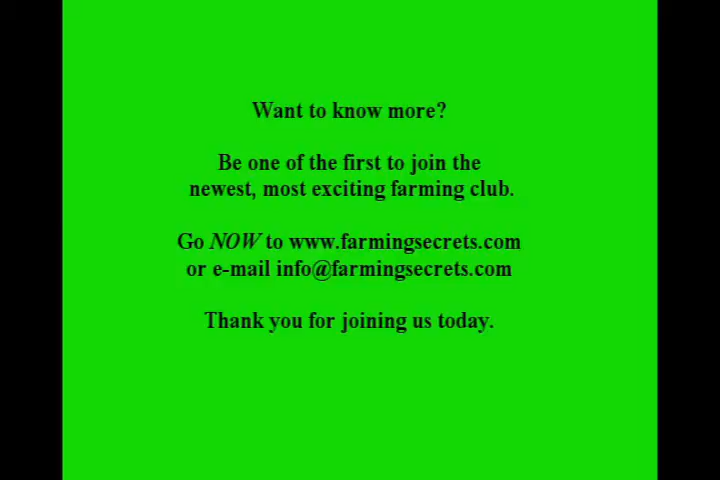 Want to know more?
Be one of the first to join the
newest, most exciting farming club.
Go NOW to www.farmingsecrets.com
or e-mail info@farmingsecrets.com
Thank you for joining us today.